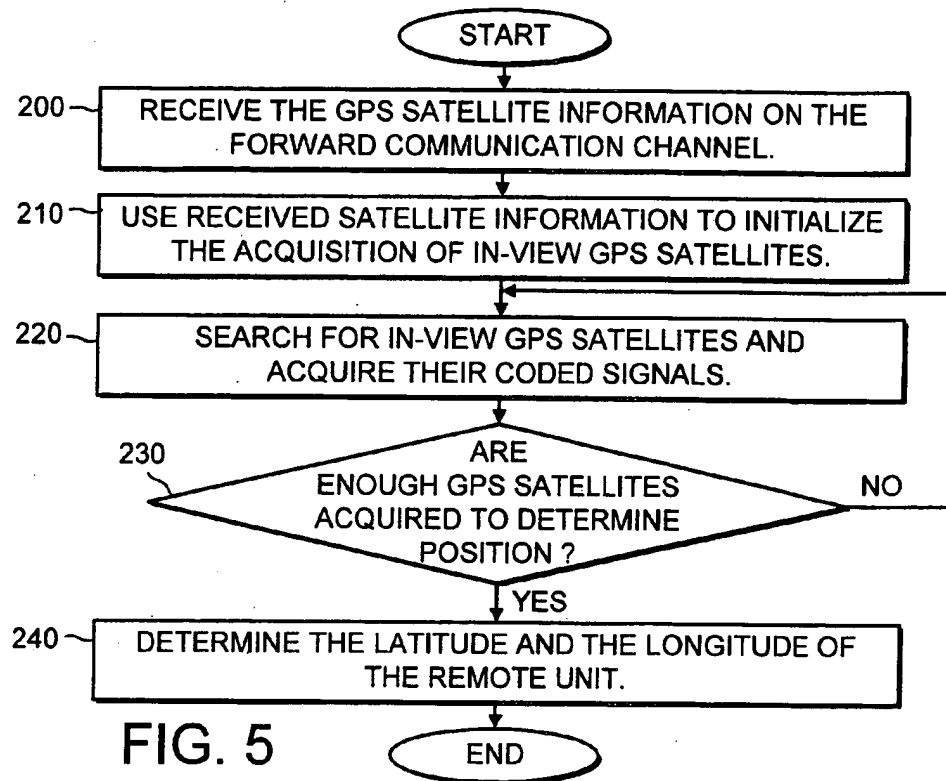 START
200
RECEIVE THE GPS SATELLITE INFORMATION ON THE
FORWARD COMMUNICATION CHANNEL.
210
USE RECEIVED SATELLITE INFORMATION TO INITIALIZE
THE ACQUISITION OF IN-VIEW GPS SATELLITES.
220
SEARCH FOR IN-VIEW GPS SATELLITES AND
ACQUIRE THEIR CODED SIGNALS.
230
ARE
ENOUGH GPS SATELLITES
ACQUIRED TO DETERMINE
POSITION ?
NO
YES
240
DETERMINE THE LATITUDE AND THE LONGITUDE OF
THE REMOTE UNIT.
FIG. 5
END